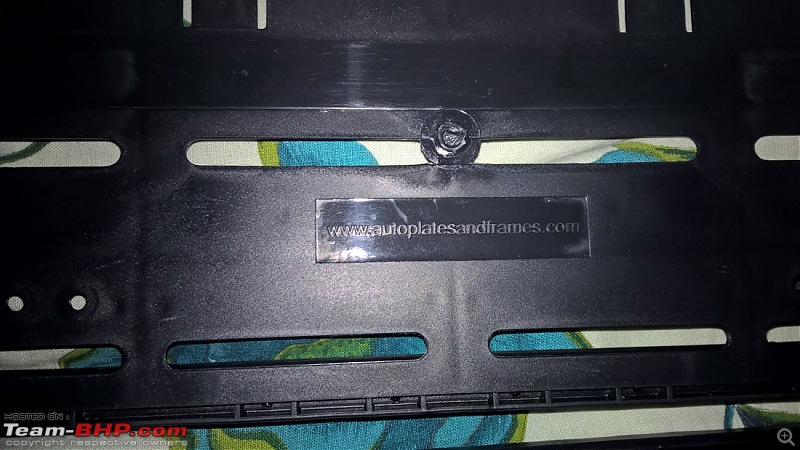 www.autoplatesandframes.com
HOSTED ON :
Team-BHP.com
copyright respective owners